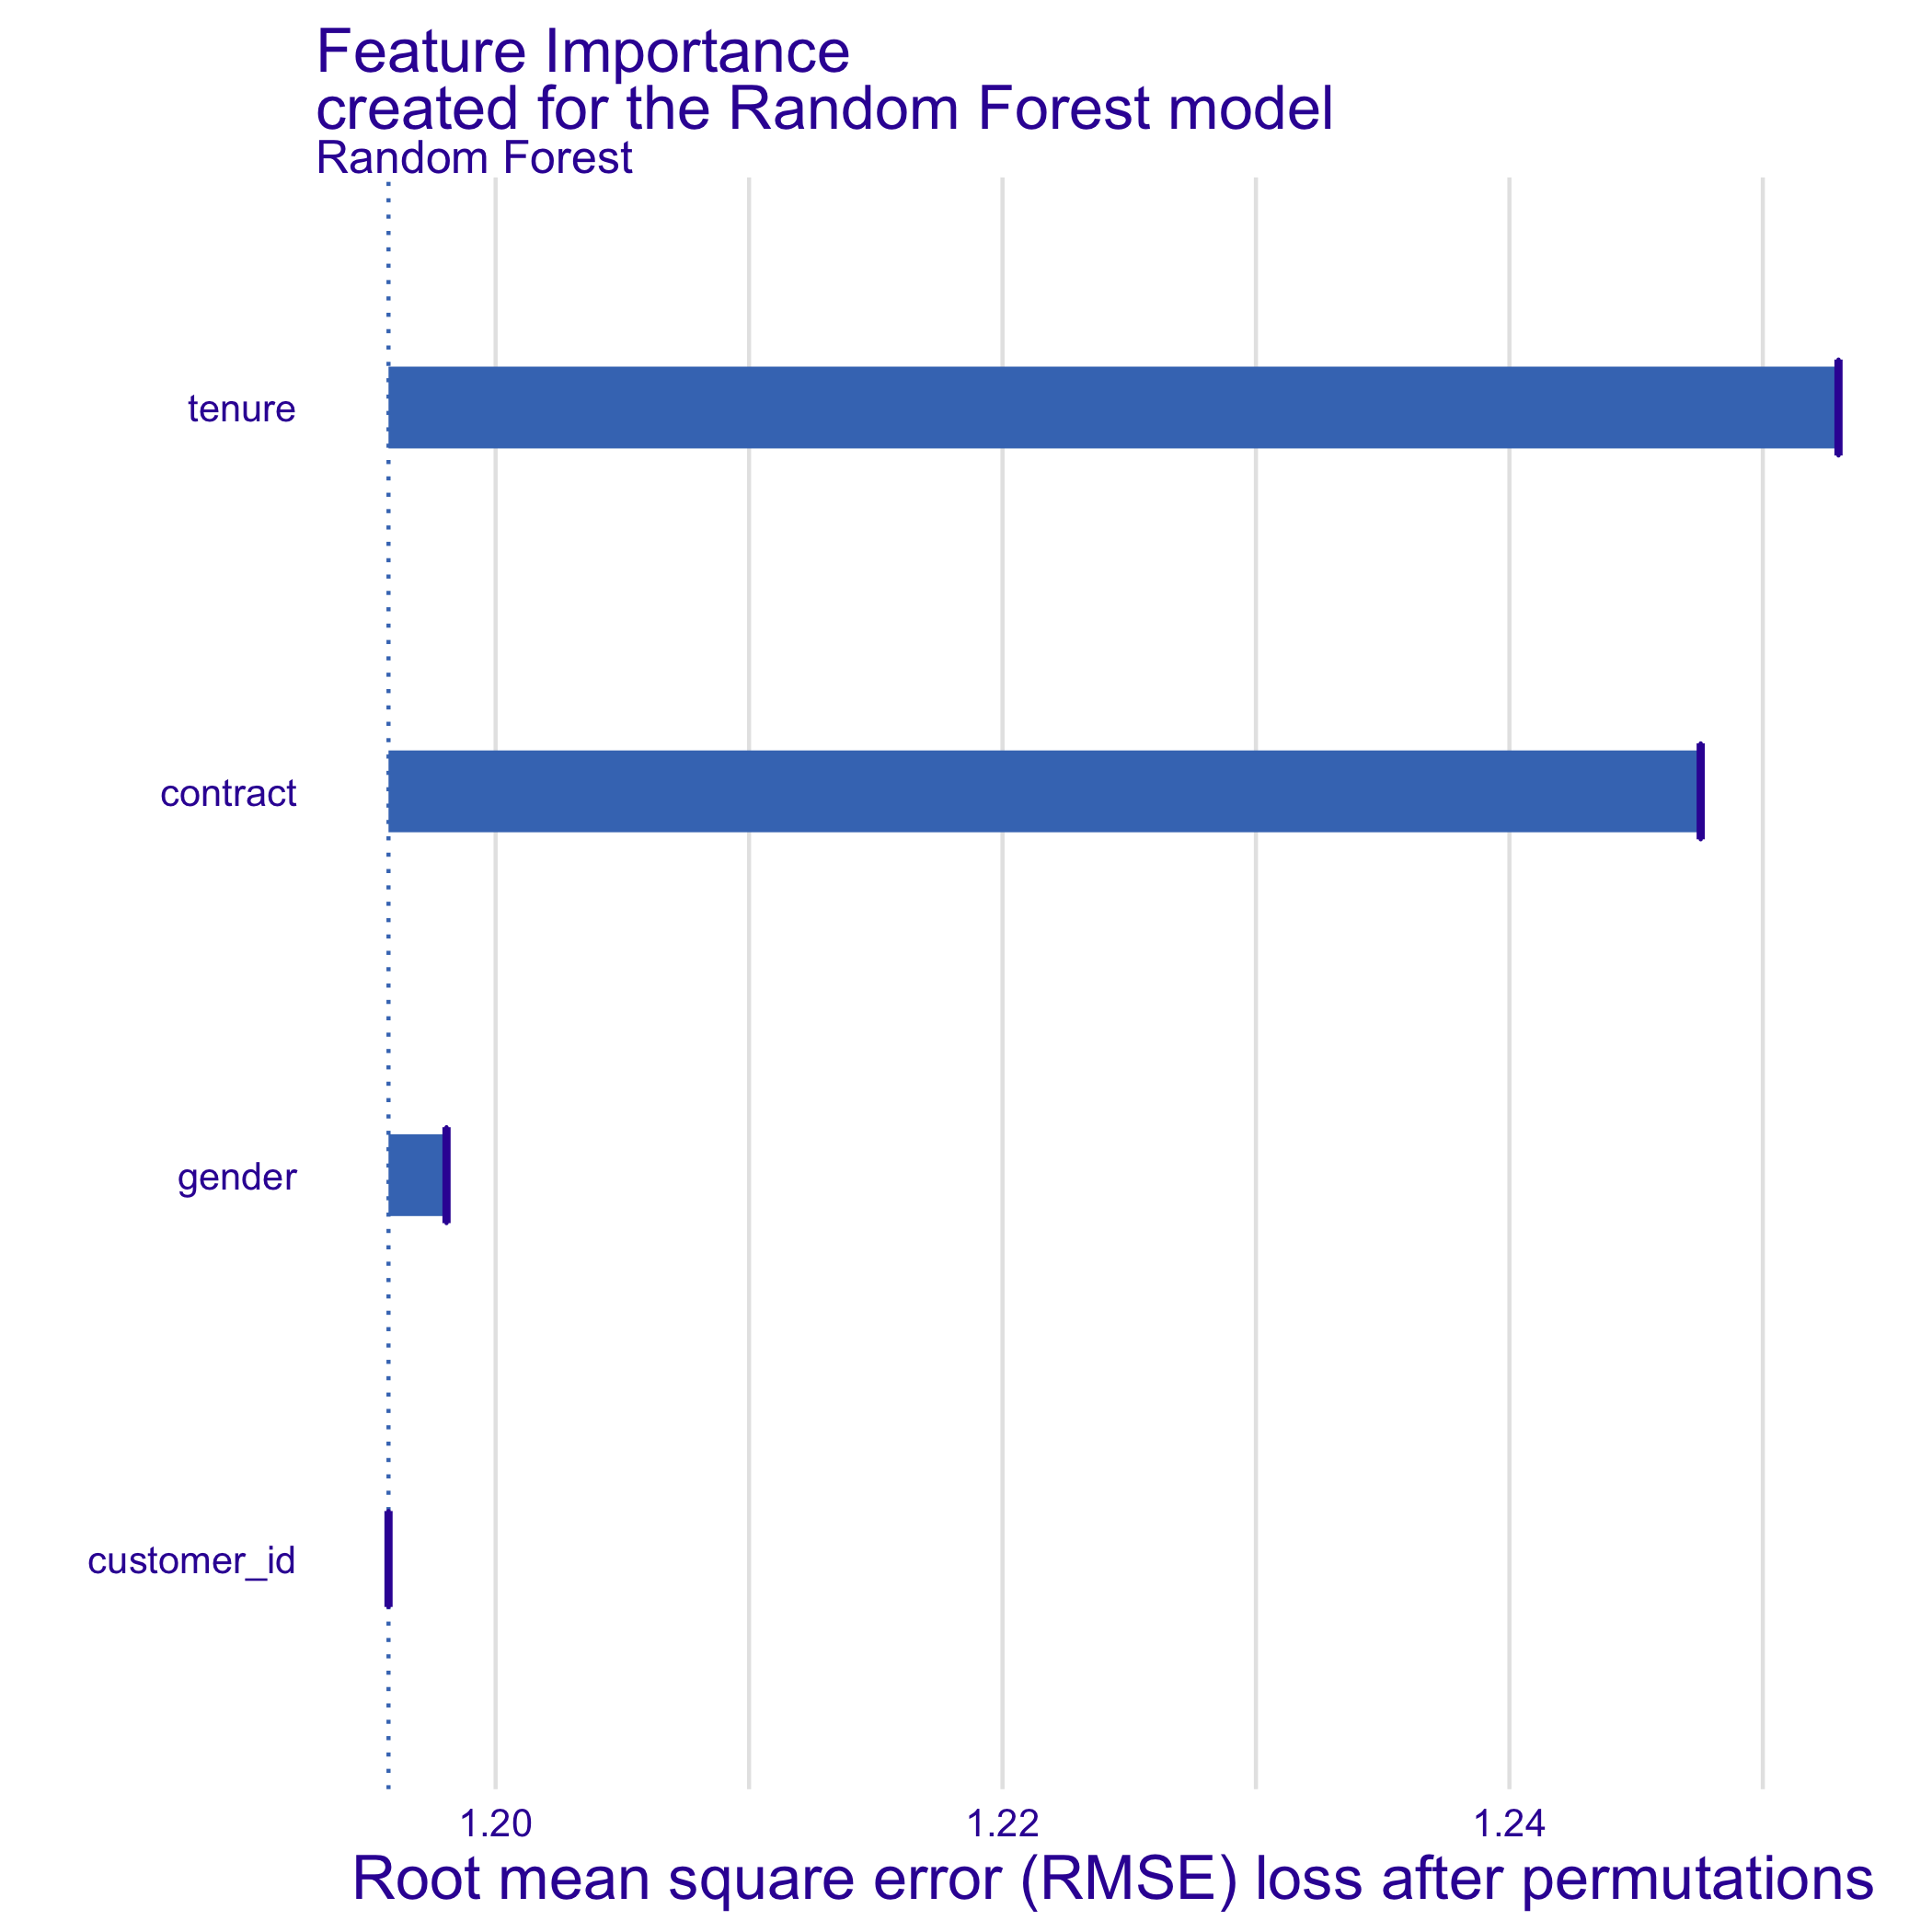 Feature Importance
created for the Random Forest model
Random Forest
tenure
contract
gender
customer_id
1.20 1.22 1.24
Root mean square error (RMSE) loss after permutations